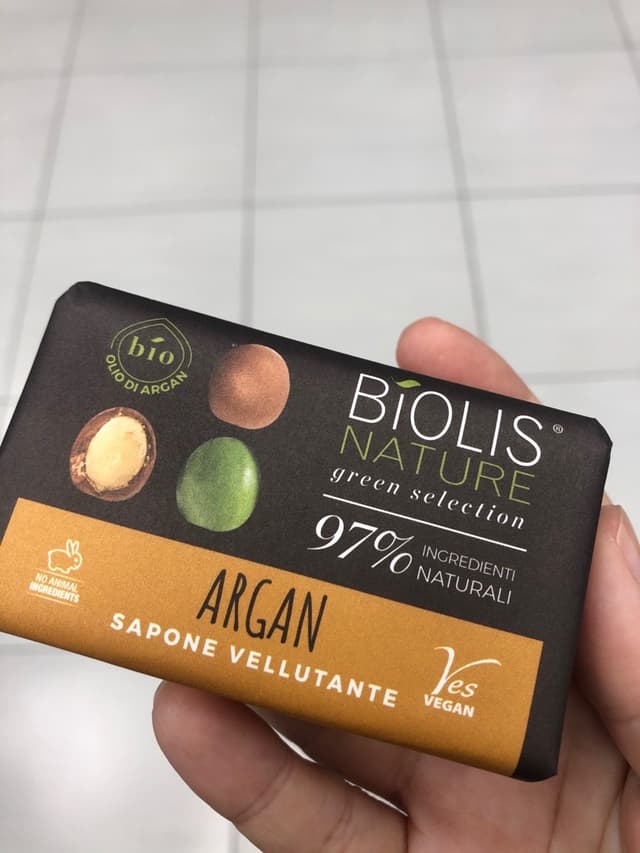 bio
OLIO DI ARGAN
BiOLIS®
NATURE
green selection
97% INGREDIENTI
NATURALI
NO ANIMAL
INGREDIENTS
ARGAN
SAPONE VELLUTANTE
Yes
VEGAN